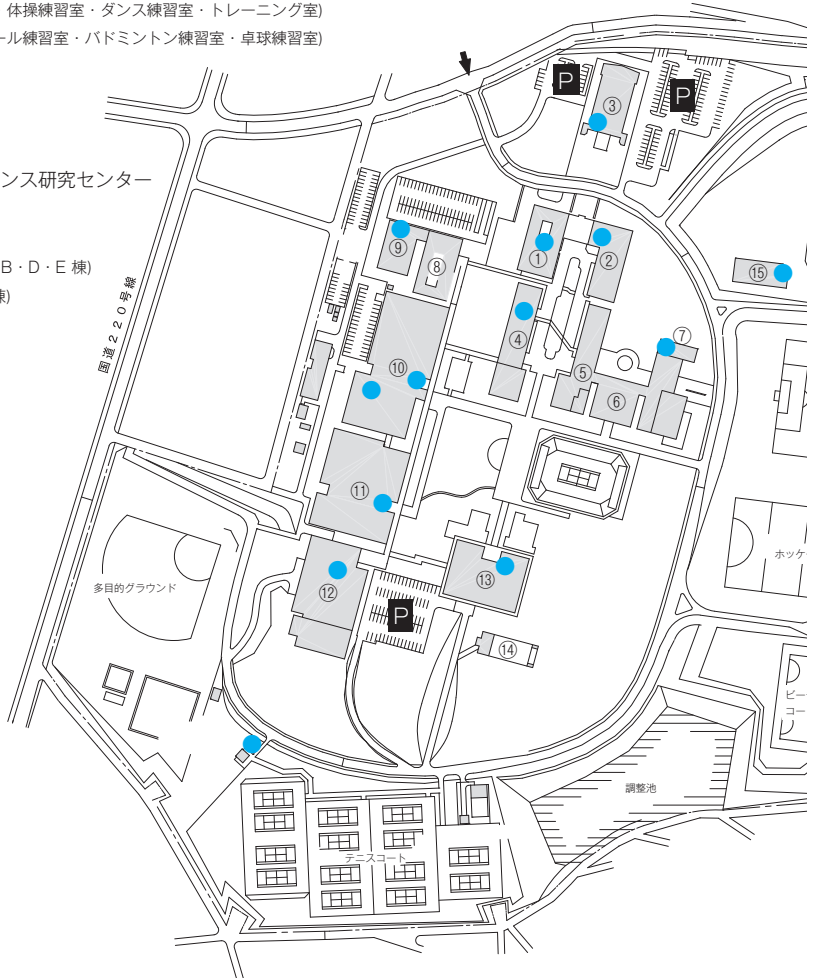 体操練習室・ダンス練習室・トレーニング室)
ール練習室・バドミントン練習室・卓球練習室)
ンス研究センター
B・D・E 棟)
棟)
国道220号線
P
P
③
①
②
⑨
⑧
⑮
④
⑦
⑩
⑤
⑥
⑪
ホッケ
⑬
多目的グラウンド
⑫
P
⑭
ビー
コー
調整池
テニスコート